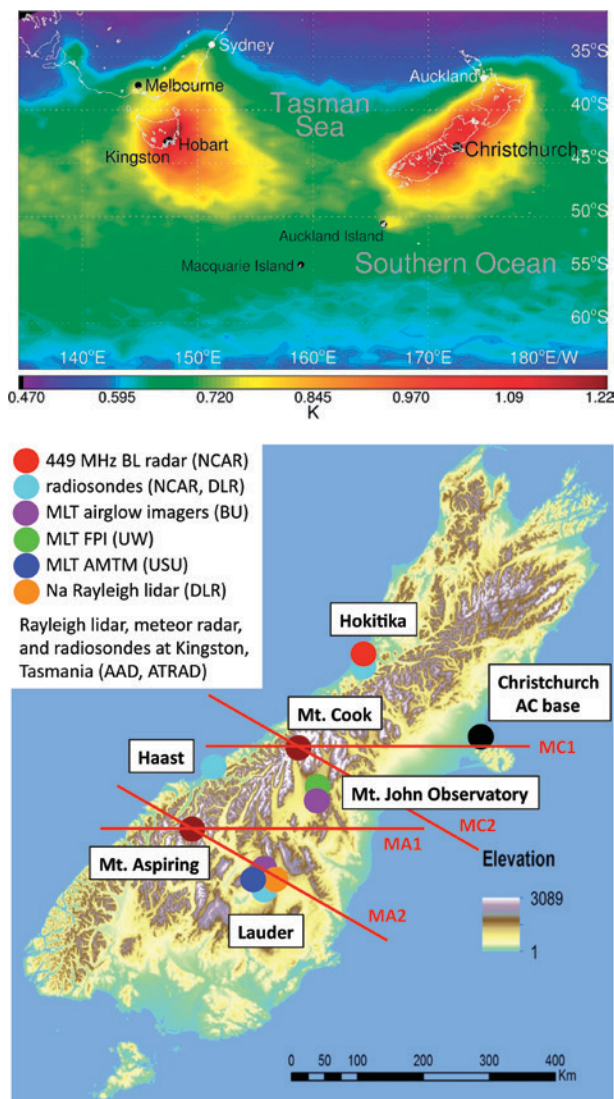 Sydney
35°S
Melbourne
Auckland
Tasman
Sea
40°S
Hobart
Kingston
Christchurch
45°S
50°S
Auckland Island
Macquarie Island
Southern Ocean
55°S
60°S
140°E
150°E
160°E
170°E
180°E/W
0.470
0.595
0.720
0.845
0.970
1.09
1.22
K
449 MHz BL radar (NCAR)
radiosondes (NCAR, DLR)
MLT airglow imagers (BU)
MLT FPI (UW)
MLT AMTM (USU)
Na Rayleigh lidar (DLR)
Rayleigh lidar, meteor radar,
and radiosondes at Kingston,
Tasmania (AAD, ATRAD)
Hokitika
Christchurch
AC base
Mt. Cook
Haast
MC1
Mt. John Observatory
MC2
MA1
Mt. Aspiring
Elevation
3089
1
MA2
Lauder
0 50 100 200 300 400
Km